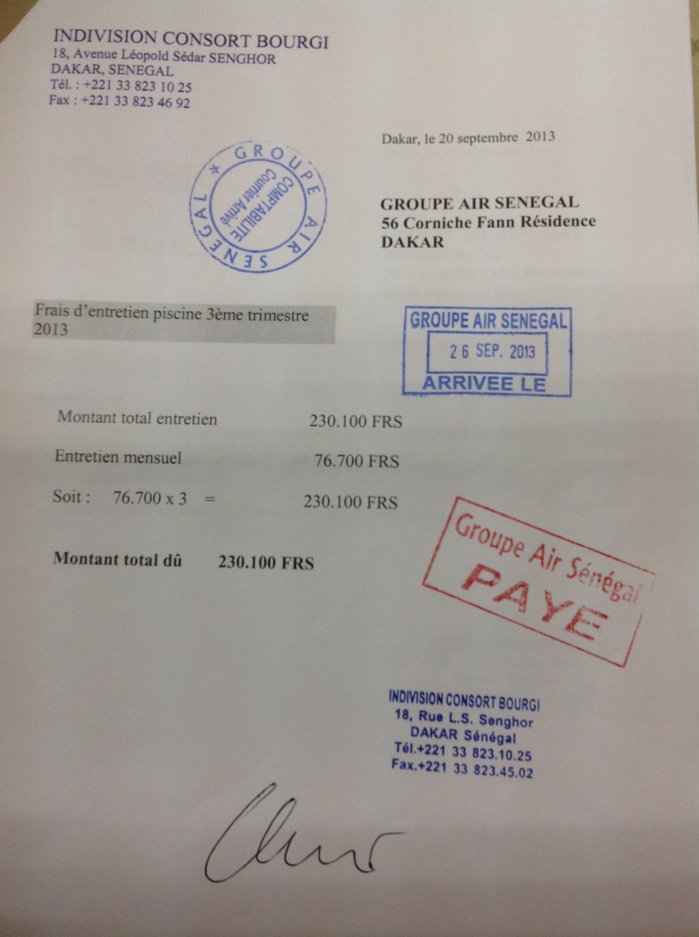 INDIVISION CONSORT BOURGI
18, Avenue Léopold Sédar SENGHOR
DAKAR, SENEGAL
Tél. : +221 33 823 10 25
Fax : +221 33 823 46 92
Dakar, le 20 septembre 2013
GROUPE AIR SENEGAL *
COMPTABILITE
Courrier Arrivé
GROUPE AIR SENEGAL
56 Corniche Fann Résidence
DAKAR
Frais d’entretien piscine 3ème trimestre
2013
GROUPE AIR SENEGAL
26 SEP. 2013
ARRIVEE LE
Montant total entretien 230.100 FRS
Entretien mensuel 76.700 FRS
Soit : 76.700 x 3 = 230.100 FRS
Montant total dû 230.100 FRS
Groupe Air Sénégal
PAYE
INDIVISION CONSORT BOURGI
18, Rue L.S. Senghor
DAKAR Sénégal
Tél.+221 33 823.10.25
Fax.+221 33 823.45.02